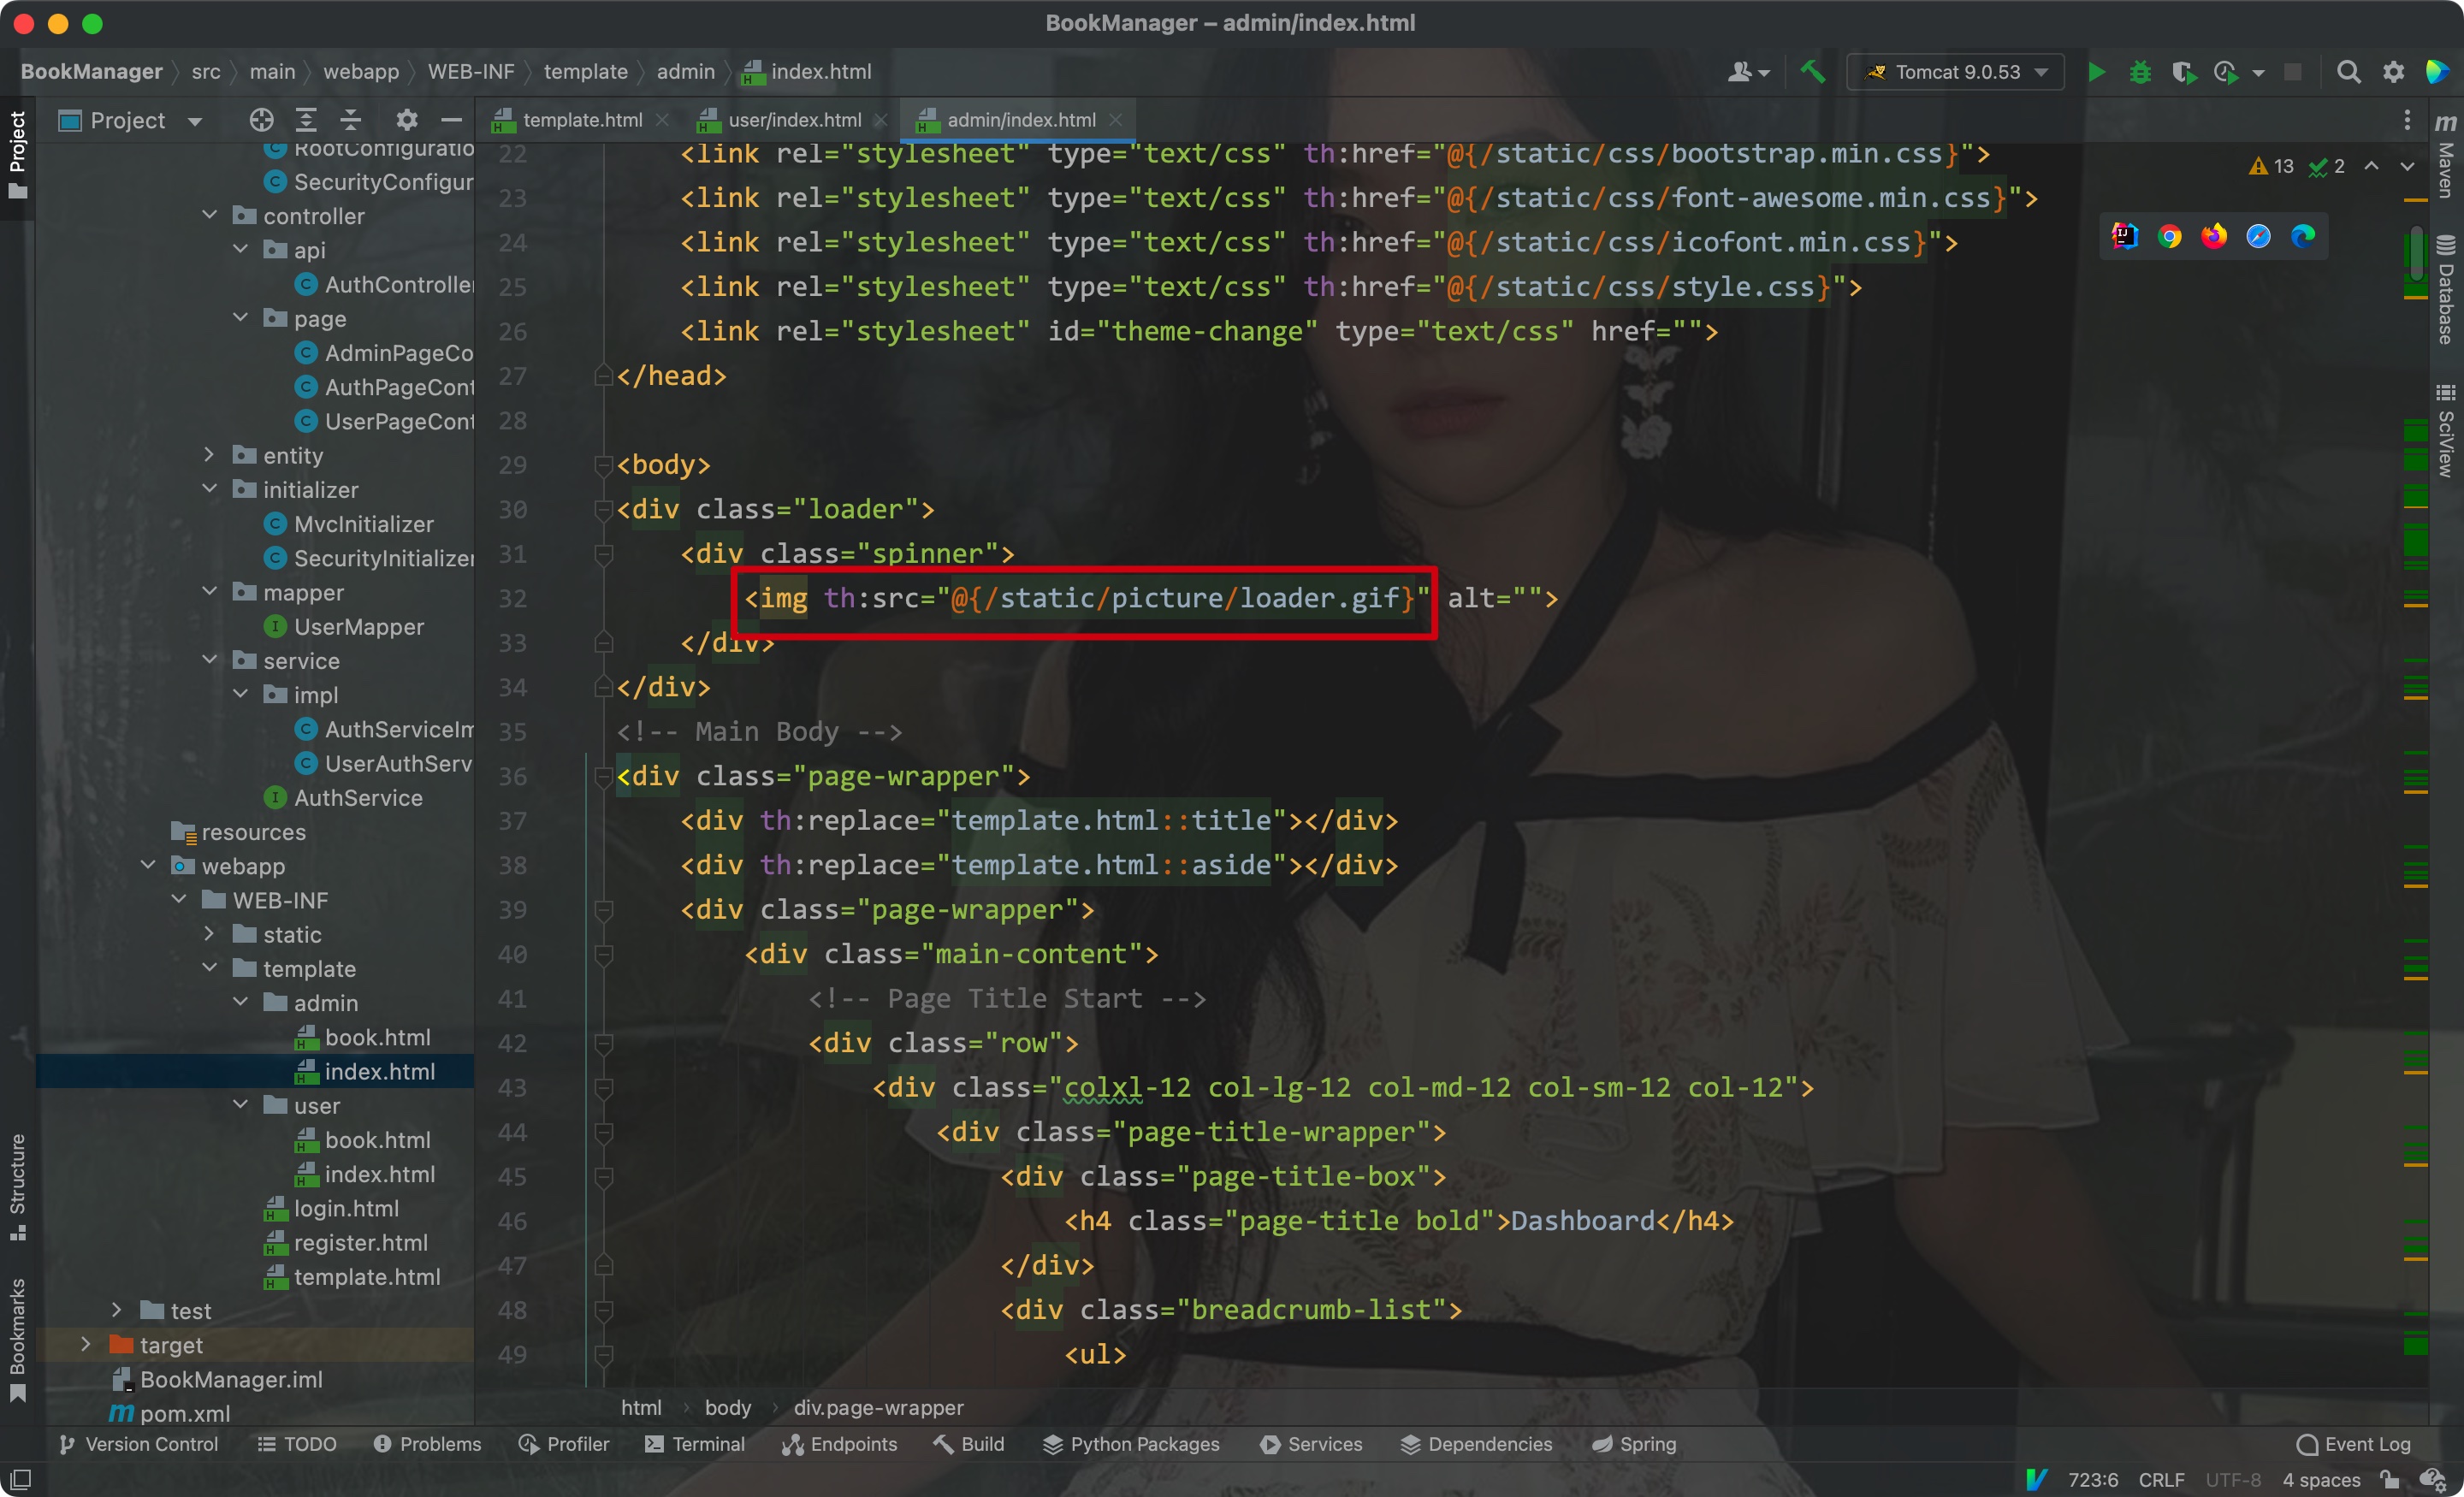 BookManager – admin/index.html
BookManager src main webapp WEB-INF template admin index.html
Tomcat 9.0.53
Project
template.html user/index.html admin/index.html
Project
Structure
Bookmarks
RootConfiguratio
SecurityConfigur
controller
api
AuthController
page
AdminPageCo
AuthPageCont
UserPageCont
entity
initializer
MvcInitializer
SecurityInitializer
mapper
UserMapper
service
impl
AuthServiceIm
UserAuthServ
AuthService
resources
webapp
WEB-INF
static
template
admin
book.html
index.html
user
book.html
index.html
login.html
register.html
template.html
test
target
BookManager.iml
pom.xml
22 <link rel="stylesheet" type="text/css" th:href="@{/static/css/bootstrap.min.css}">
23 <link rel="stylesheet" type="text/css" th:href="@{/static/css/font-awesome.min.css}">
24 <link rel="stylesheet" type="text/css" th:href="@{/static/css/icofont.min.css}">
25 <link rel="stylesheet" type="text/css" th:href="@{/static/css/style.css}">
26 <link rel="stylesheet" id="theme-change" type="text/css" href="">
27 </head>
28
29 <body>
30 <div class="loader">
31 <div class="spinner">
32 <img th:src="@{/static/picture/loader.gif}" alt="">
33 </div>
34 </div>
35 <!-- Main Body -->
36 <div class="page-wrapper">
37 <div th:replace="template.html::title"></div>
38 <div th:replace="template.html::aside"></div>
39 <div class="page-wrapper">
40 <div class="main-content">
41 <!-- Page Title Start -->
42 <div class="row">
43 <div class="colxl-12 col-lg-12 col-md-12 col-sm-12 col-12">
44 <div class="page-title-wrapper">
45 <div class="page-title-box">
46 <h4 class="page-title bold">Dashboard</h4>
47 </div>
48 <div class="breadcrumb-list">
49 <ul>
13 2
Maven
Database
SciView
html body div.page-wrapper
Version Control TODO Problems Profiler Terminal Endpoints Build Python Packages Services Dependencies Spring Event Log
723:6 CRLF UTF-8 4 spaces